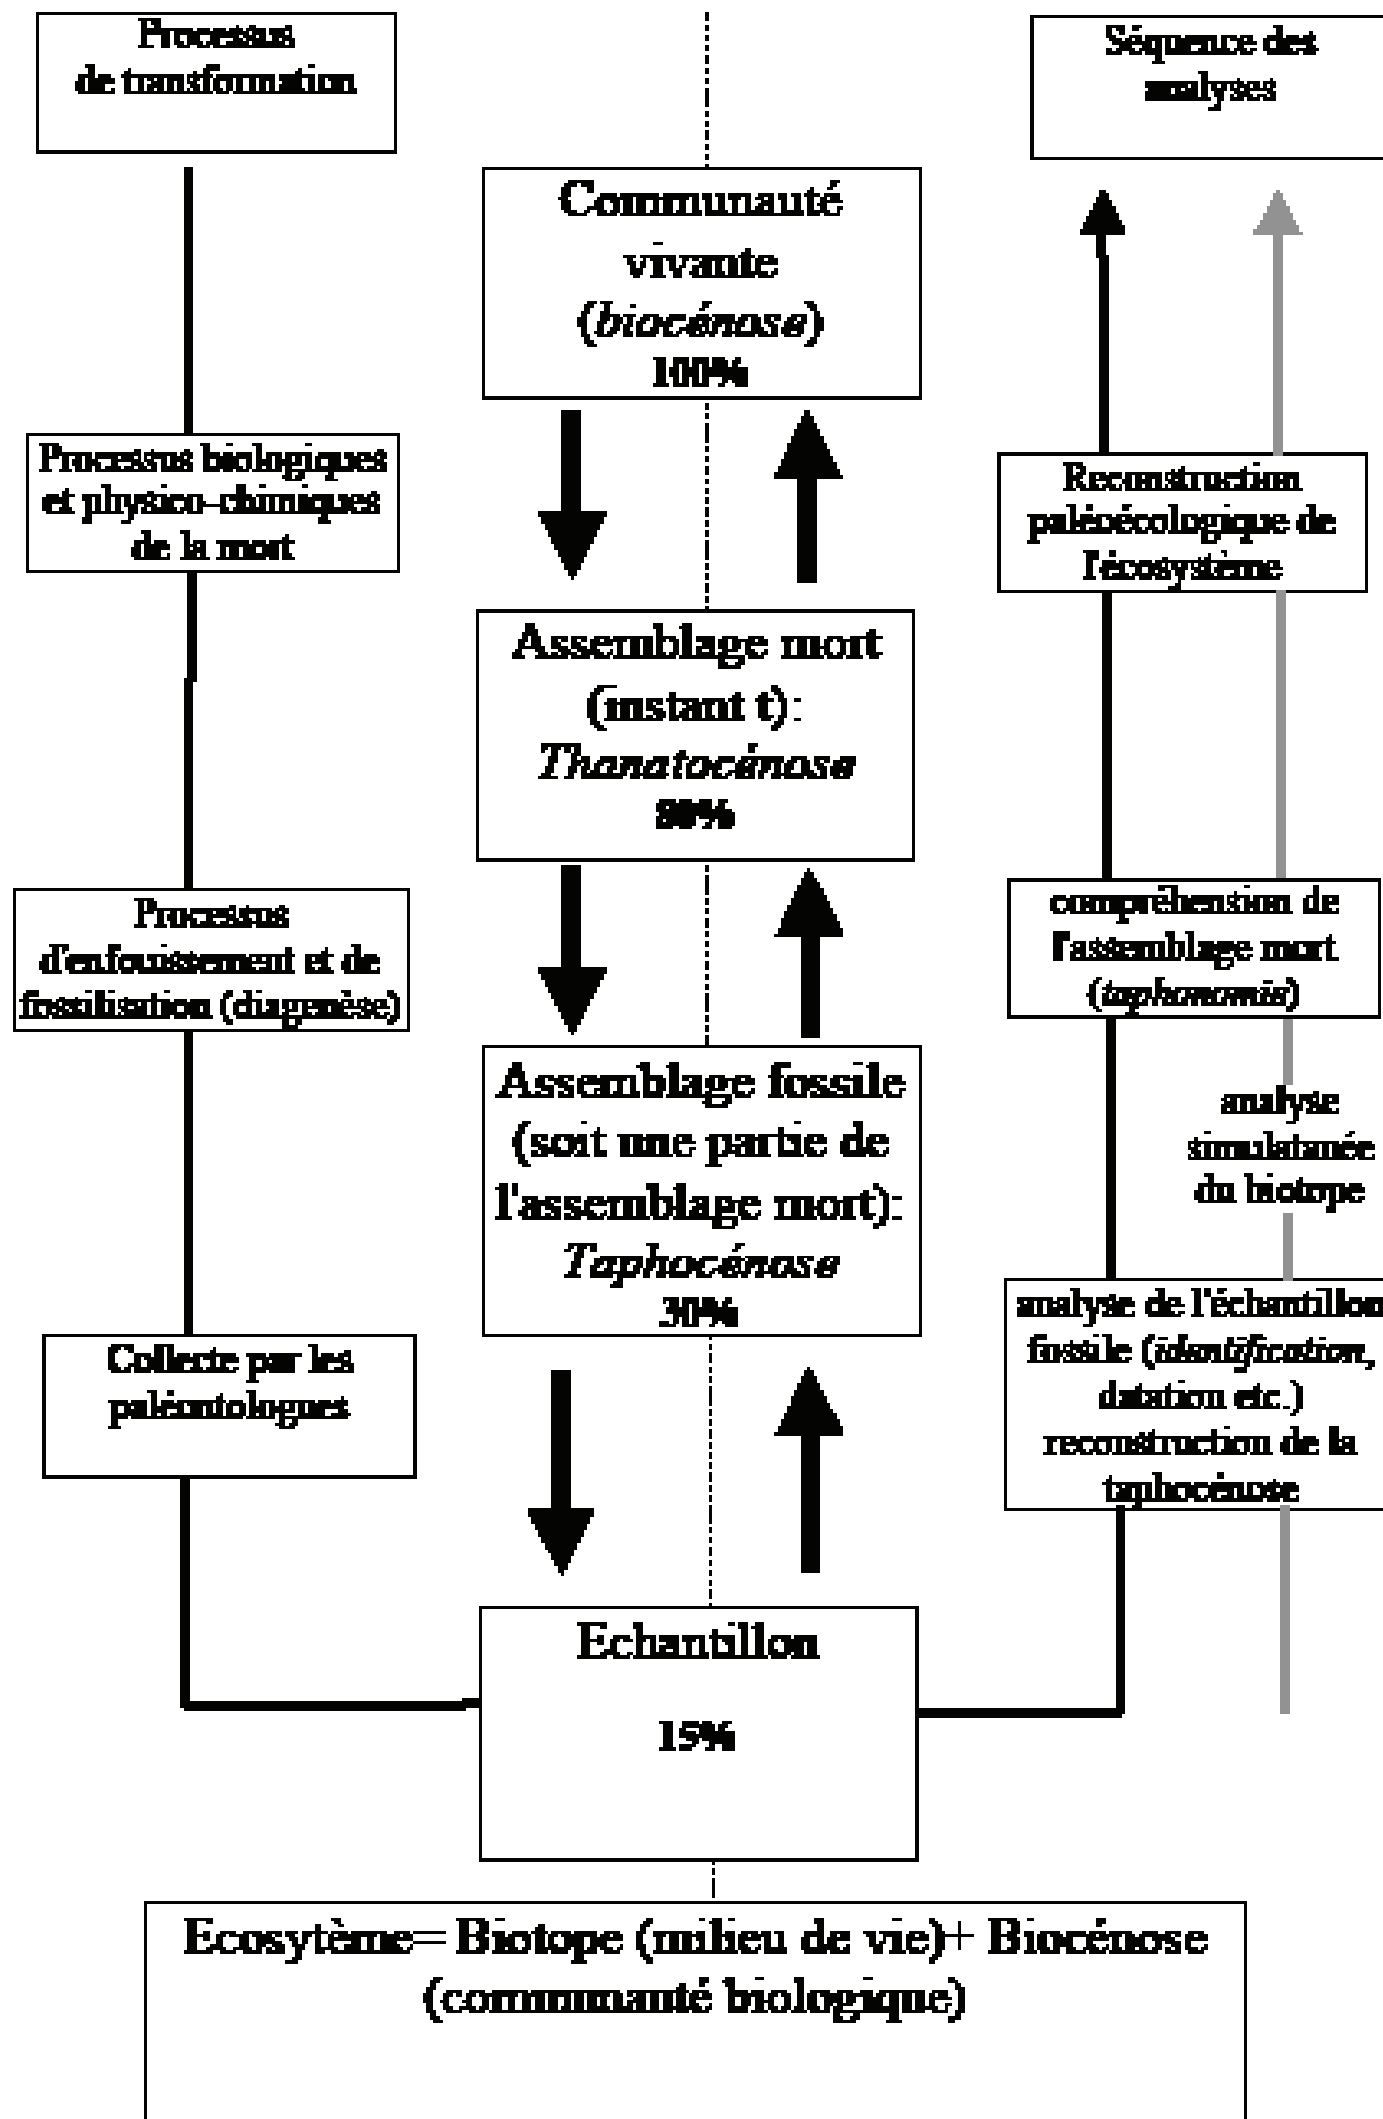 Processus
de transformation
Séquence des
analyses
Communauté
vivante
(biocénose)
100%
Processus biologiques
et physico-chimiques
de la mort
Reconstruction
paléoécologique de
l'écosystème
Assemblage mort
(instant t):
Thanatocénose
80%
Processus
d'enfouissement et de
fossilisation (diagenèse)
compréhension de
l'assemblage mort
(taphonomie)
Assemblage fossile
(soit une partie de
l'assemblage mort):
Taphocénose
30%
analyse
simulatanée
du biotope
Collecte par les
paléontologues
analyse de l'échantillon
fossile (identification,
datation etc.)
reconstruction de la
taphocénose
Echantillon
15%
Ecosytème= Biotope (milieu de vie)+ Biocénose
(communauté biologique)